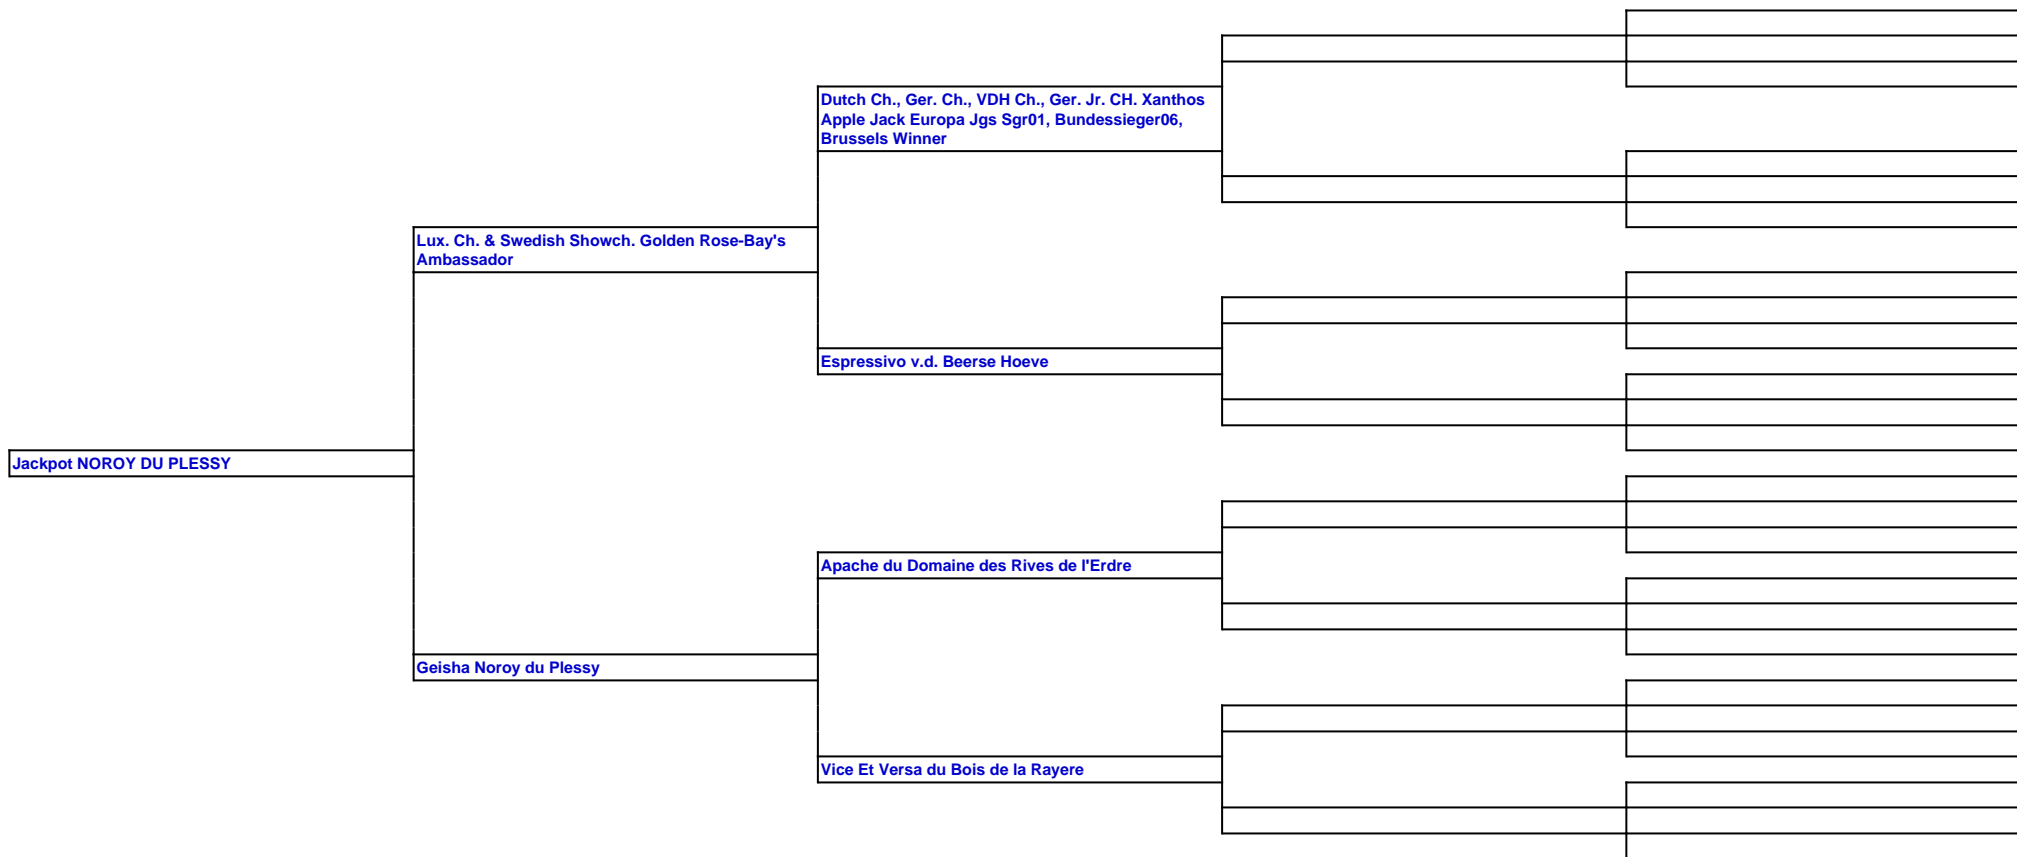 Dutch Ch., Ger. Ch., VDH Ch., Ger. Jr. CH. Xanthos
Apple Jack Europa Jgs Sgr01, Bundessieger06,
Brussels Winner
Lux. Ch. & Swedish Showch. Golden Rose-Bay's
Ambassador
Espressivo v.d. Beerse Hoeve
Jackpot NOROY DU PLESSY
Apache du Domaine des Rives de l'Erdre
Geisha Noroy du Plessy
Vice Et Versa du Bois de la Rayere